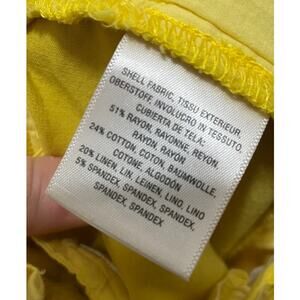 SHELL FABRIC, TISSU EXTERIEUR,
OBERSTOFF, INVOLUCRO IN TESSUTO,
CUBIERTA DE TELA:
51% RAYON, RAYONNE, REYON,
RAYON, RAYÓN
24% COTTON, COTON, BAUMWOLLE,
COTONE, ALGODÓN
20% LINEN, LIN, LEINEN, LINO, LINO
5% SPANDEX, SPANDEX, SPANDEX,
SPANDEX, SPANDEX